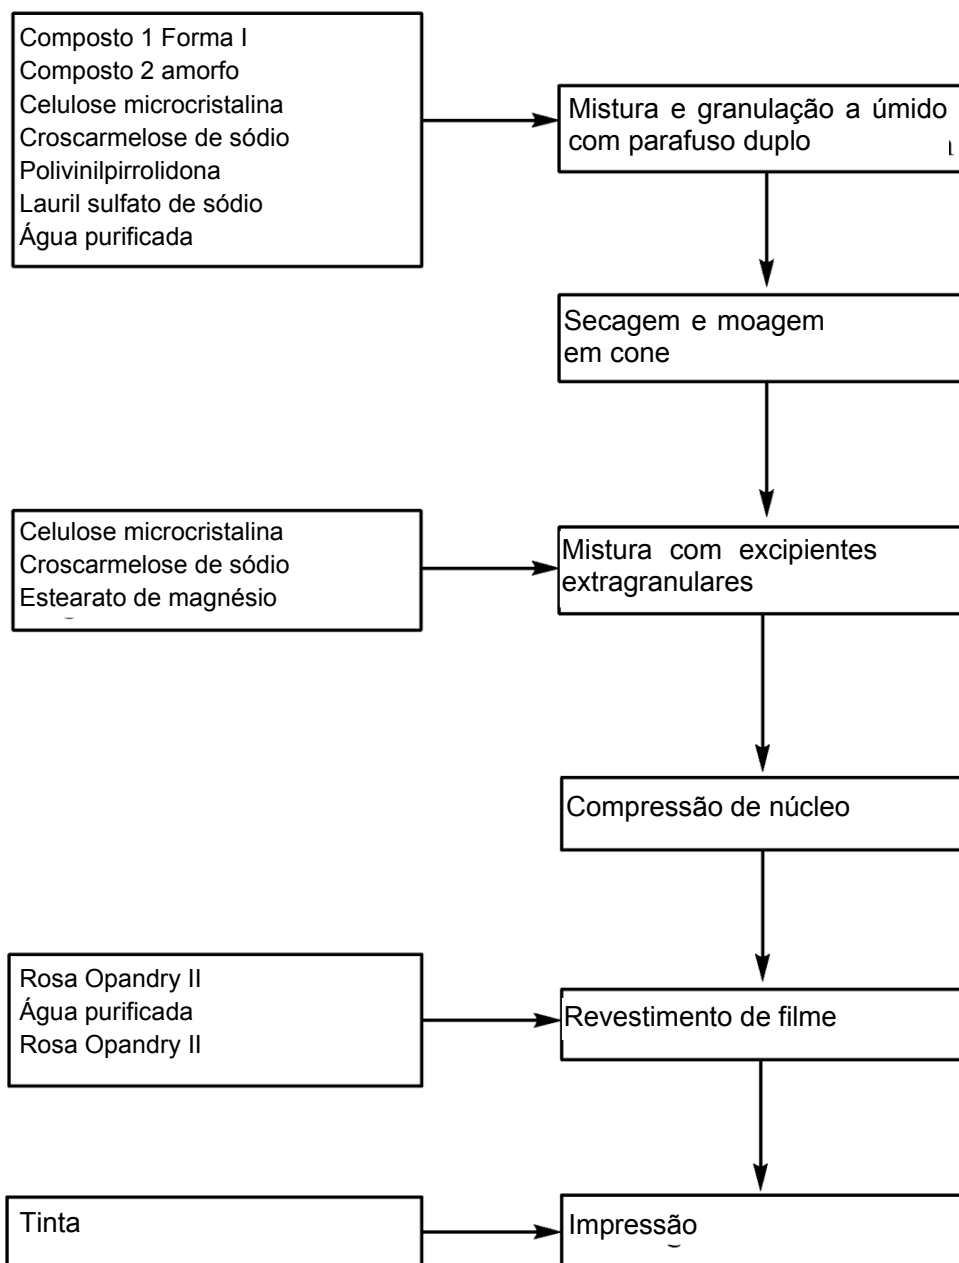 Composto 1 Forma I
Composto 2 amorfo
Celulose microcristalina
Croscarmelose de sódio
Polivinilpirrolidona
Lauril sulfato de sódio
Água purificada
Mistura e granulação a úmido
com parafuso duplo
Secagem e moagem
em cone
Celulose microcristalina
Croscarmelose de sódio
Estearato de magnésio
Mistura com excipientes
extragranulares
Compressão de núcleo
Rosa Opandry II
Água purificada
Rosa Opandry II
Revestimento de filme
Tinta
Impressão